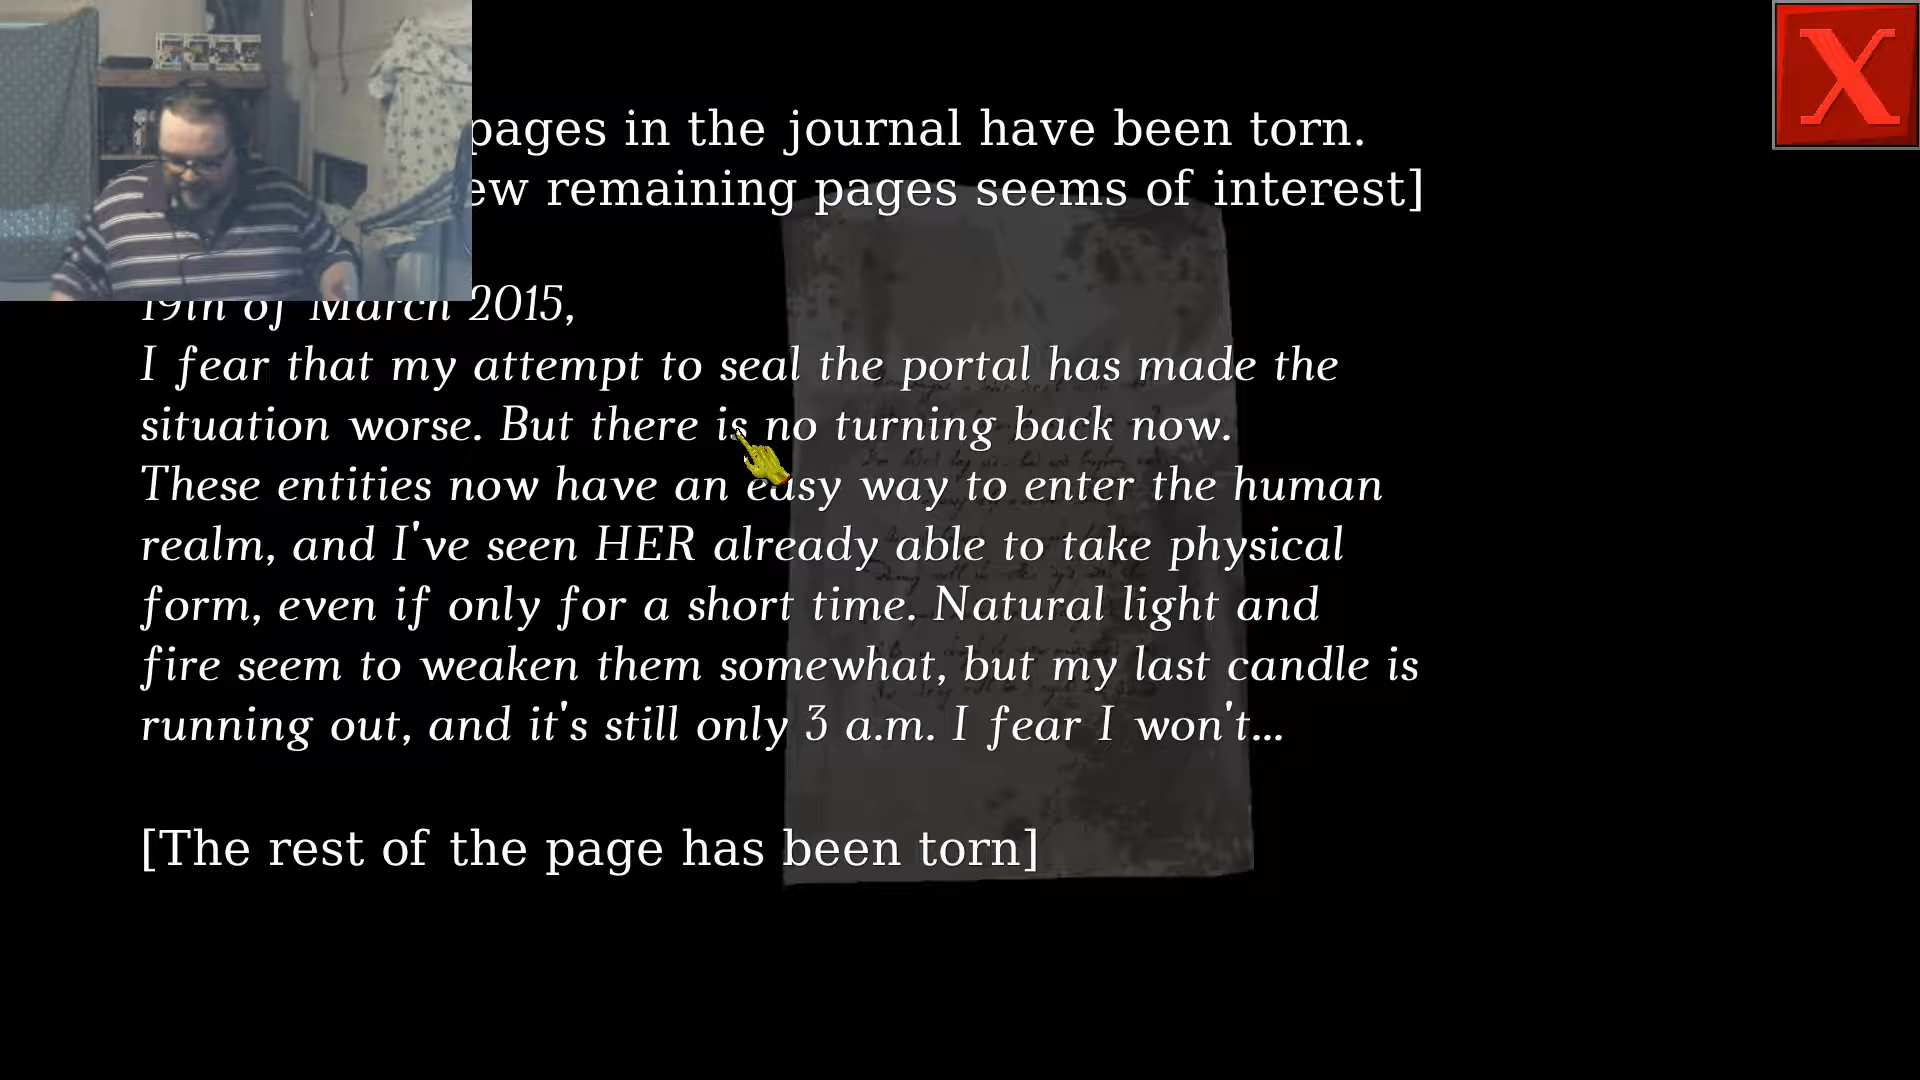 pages in the journal have been torn.
remaining pages seems of interest]
19th of March 2015,
I fear that my attempt to seal the portal has made the
situation worse. But there is no turning back now.
These entities now have an easy way to enter the human
realm, and I've seen HER already able to take physical
form, even if only for a short time. Natural light and
fire seem to weaken them somewhat, but my last candle is
running out, and it's still only 3 a.m. I fear I won't...
[The rest of the page has been torn]
X